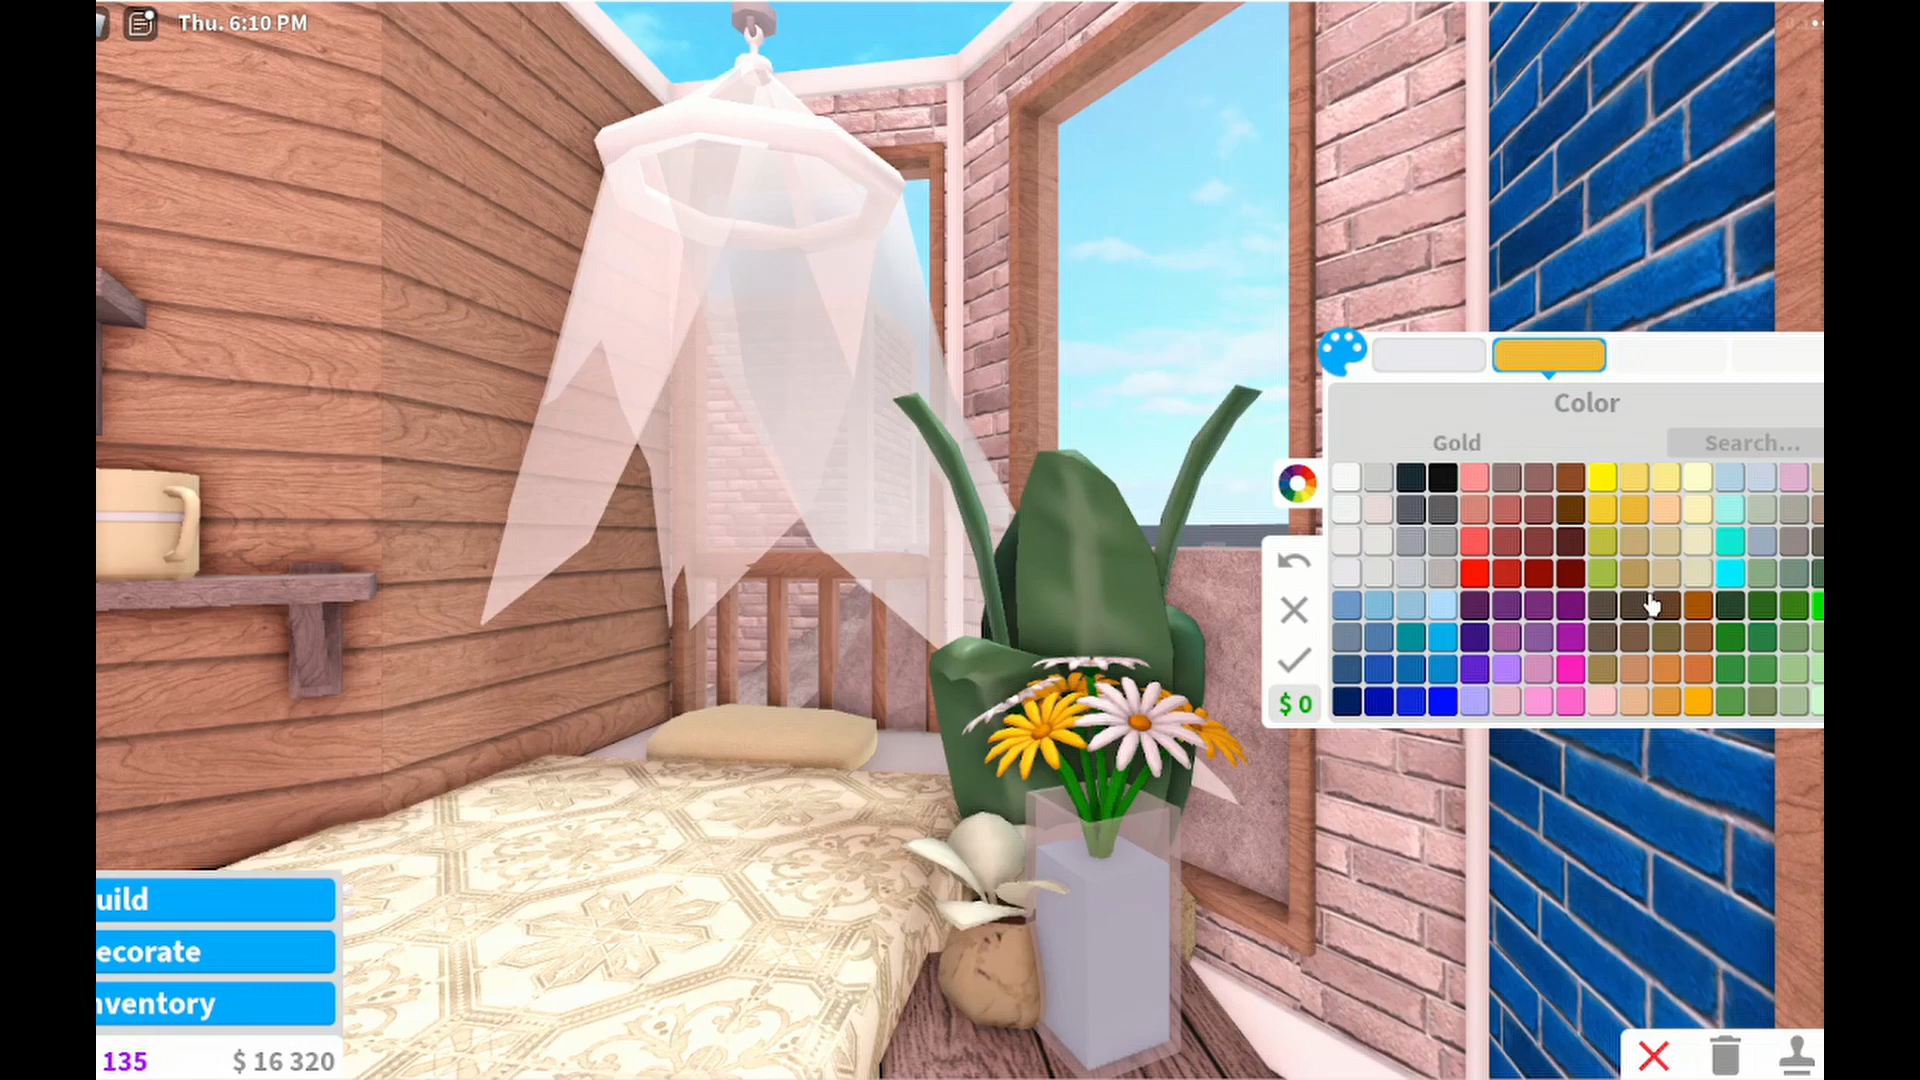 Thu. 6:10 PM
Color
Gold
Search...
$ 0
uild
ecorate
nventory
135
$ 16 320